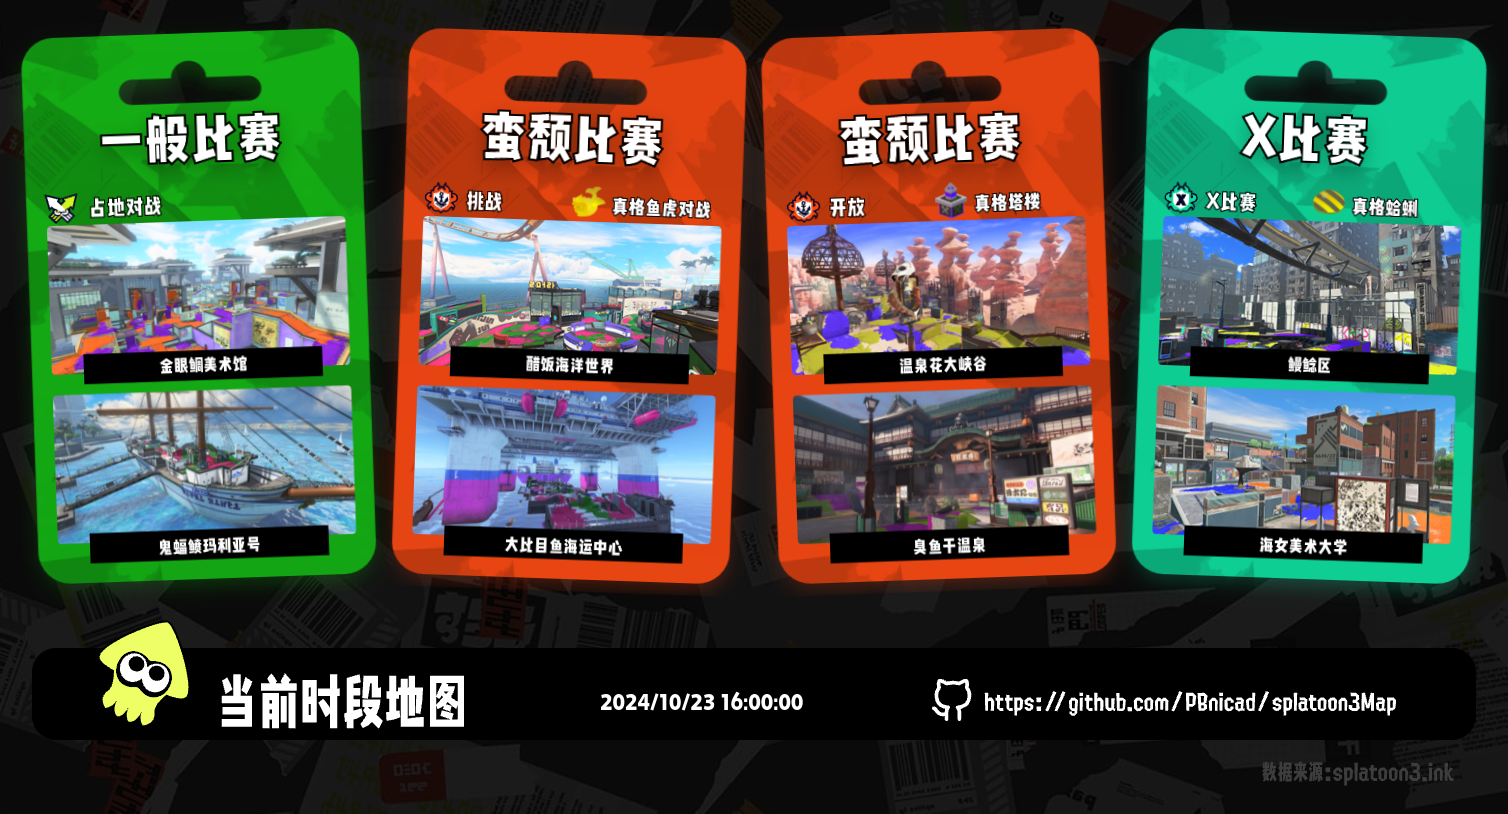 一般比赛
占地对战
金眼鲷美术馆
鬼蝠鲼玛利亚号
蛮颓比赛
挑战
真格鱼虎对战
醋饭海洋世界
大比目鱼海运中心
蛮颓比赛
开放
真格塔楼
温泉花大峡谷
臭鱼干温泉
X比赛
X比赛
真格蛤蜊
鳗鲶区
海女美术大学
当前时段地图
2024/10/23 16:00:00
https://github.com/PBnicad/splatoon3Map
数据来源:splatoon3.ink